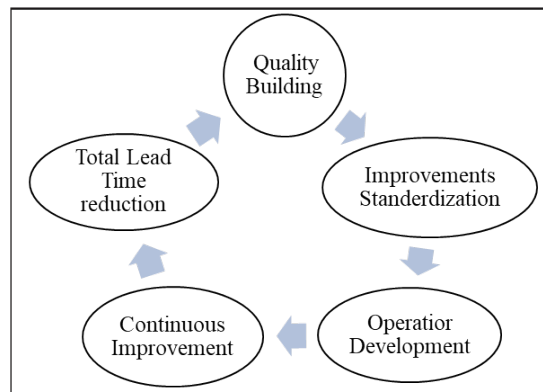 Quality
Building
Improvements
Standerdization
Operatior
Development
Continuous
Improvement
Total Lead
Time
reduction